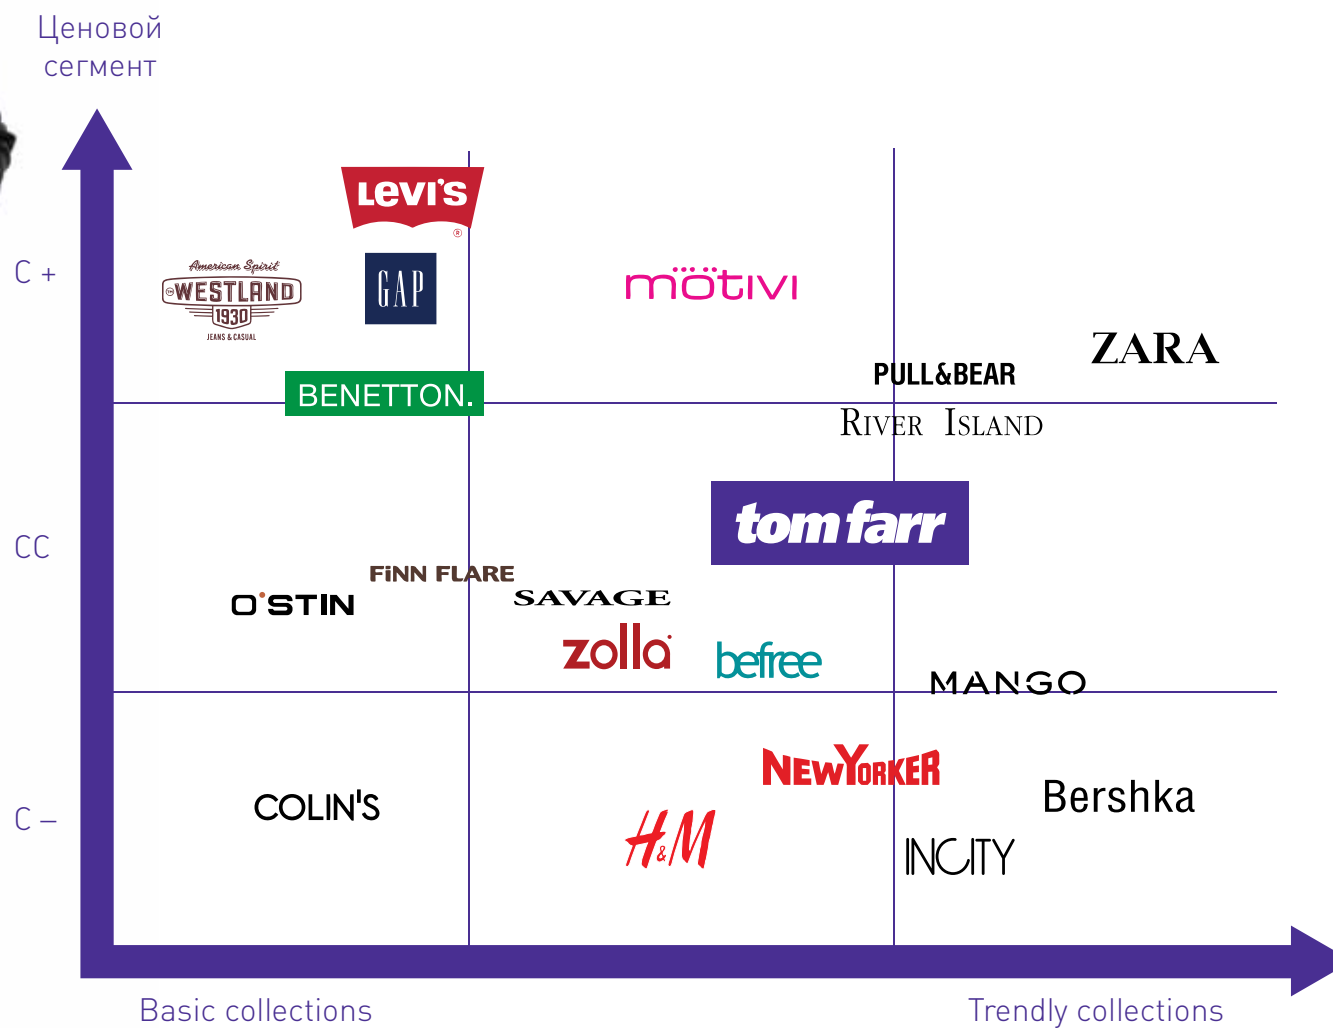 Ценовой
сегмент
LEVI'S
®
C +
American Spirit
WESTLAND
1930
JEANS & CASUAL
GAP
mötivi
ZARA
PULL&BEAR
BENETTON.
RIVER ISLAND
tom farr
CC
FiNN FLARE
O'STIN
SAVAGE
zolla
befree
MANGO
NEWYORKER
Bershka
COLIN'S
C –
H&M
INCITY
Basic collections
Trendly collections